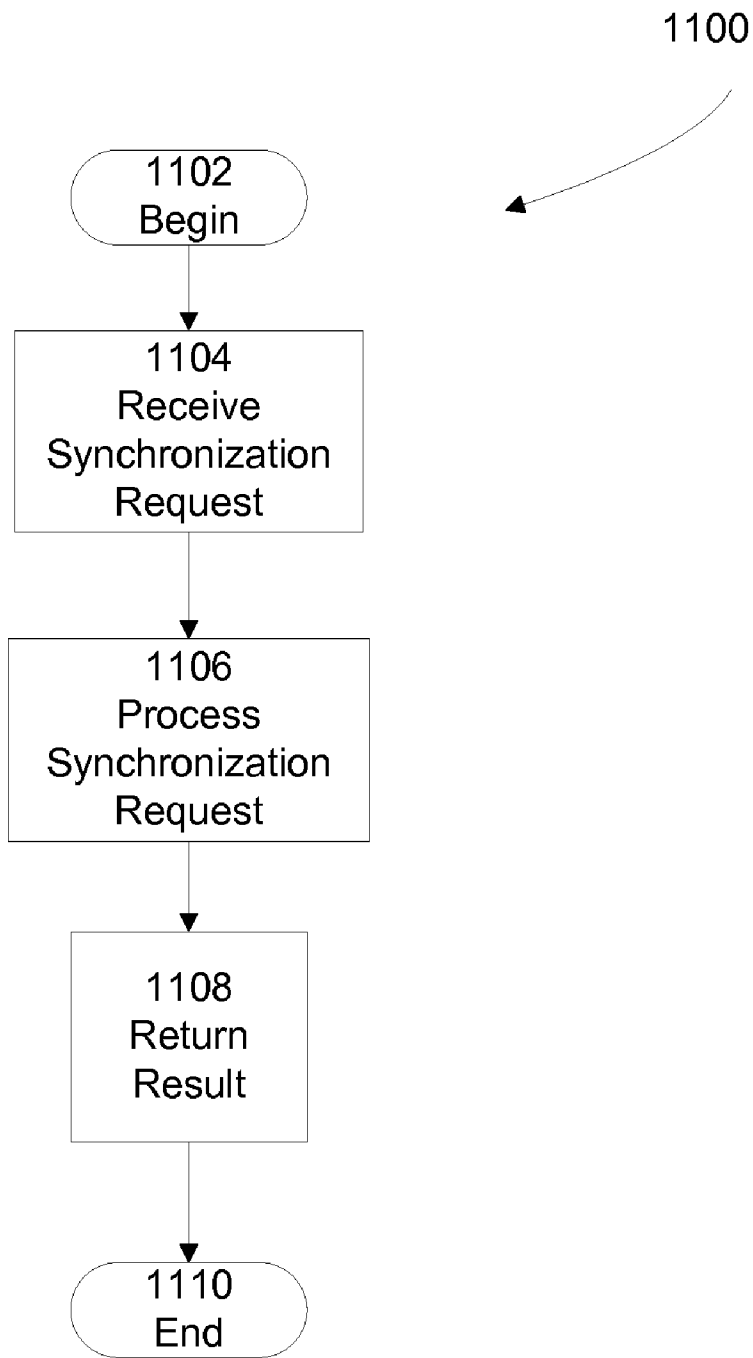 1100
1102
Begin
1104
Receive
Synchronization
Request
1106
Process
Synchronization
Request
1108
Return
Result
1110
End